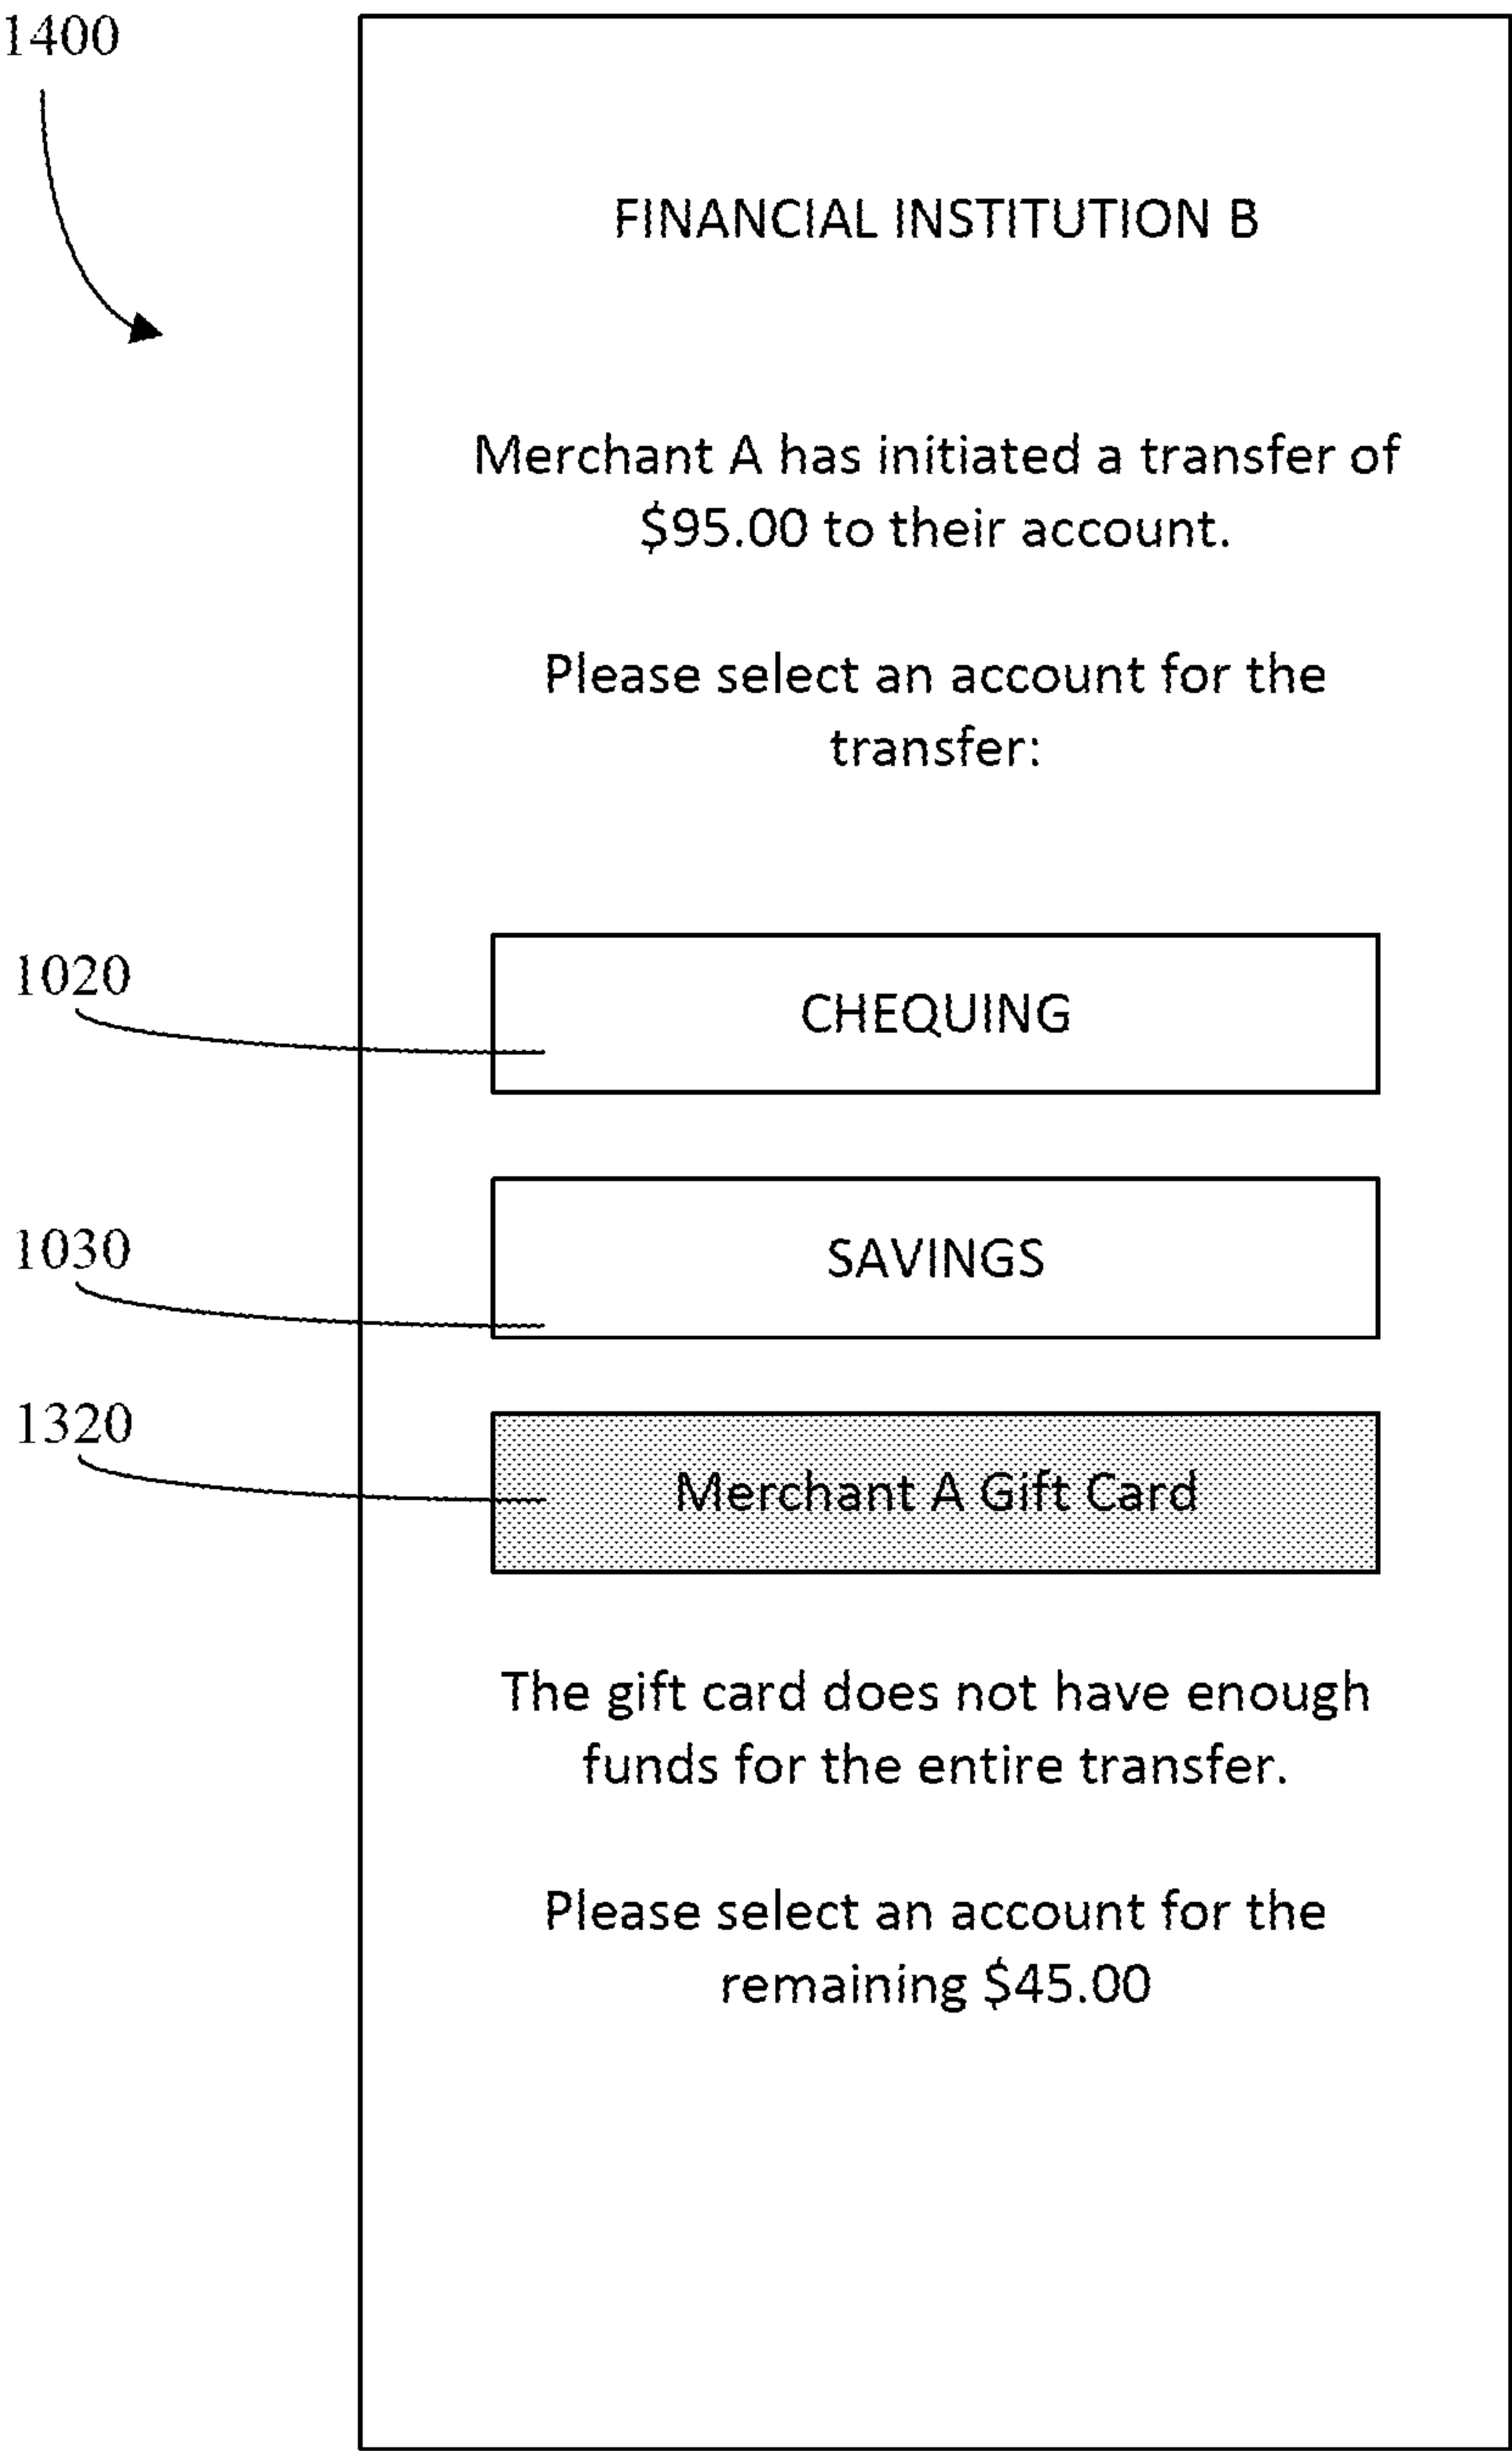 1400
FINANCIAL INSTITUTION B
Merchant A has initiated a transfer of
$95.00 to their account.
Please select an account for the
transfer:
1020
CHEQUING
1030
SAVINGS
1320
Merchant A Gift Card
The gift card does not have enough
funds for the entire transfer.
Please select an account for the
remaining $45.00